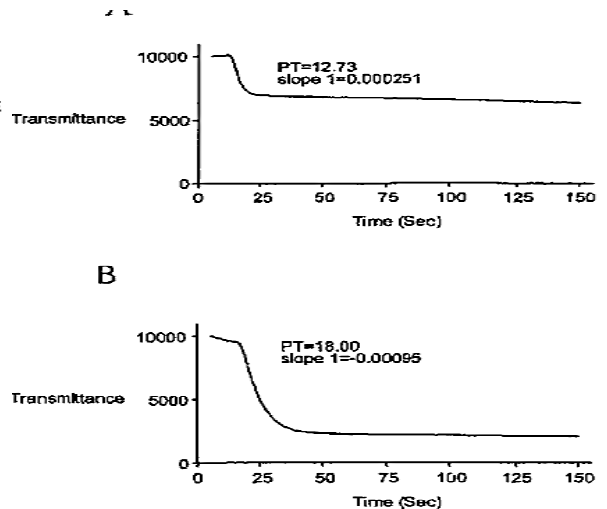 PT=12.73
slope 1=0.000251
10000
Transmittance
5000
0
0 25 50 75 100 125 150
Time (Sec)
B
PT=18.00
slope 1=-0.00095
10000
Transmittance
5000
0
0 25 50 75 100 125 150
Time (Sec)